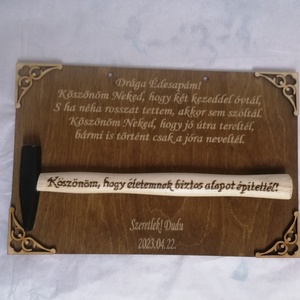 Drága Édesapám!
Köszönöm Neked, hogy két kezeddel óvtál,
S ha néha rosszat tettem, akkor sem szóltál.
Köszönöm Neked, hogy jó útra tereltél,
bármi is történt csak a jóra neveltél.
Köszönöm, hogy életemnek biztos alapot építettél!
Szeretlek! Dudu
2023.04.22.